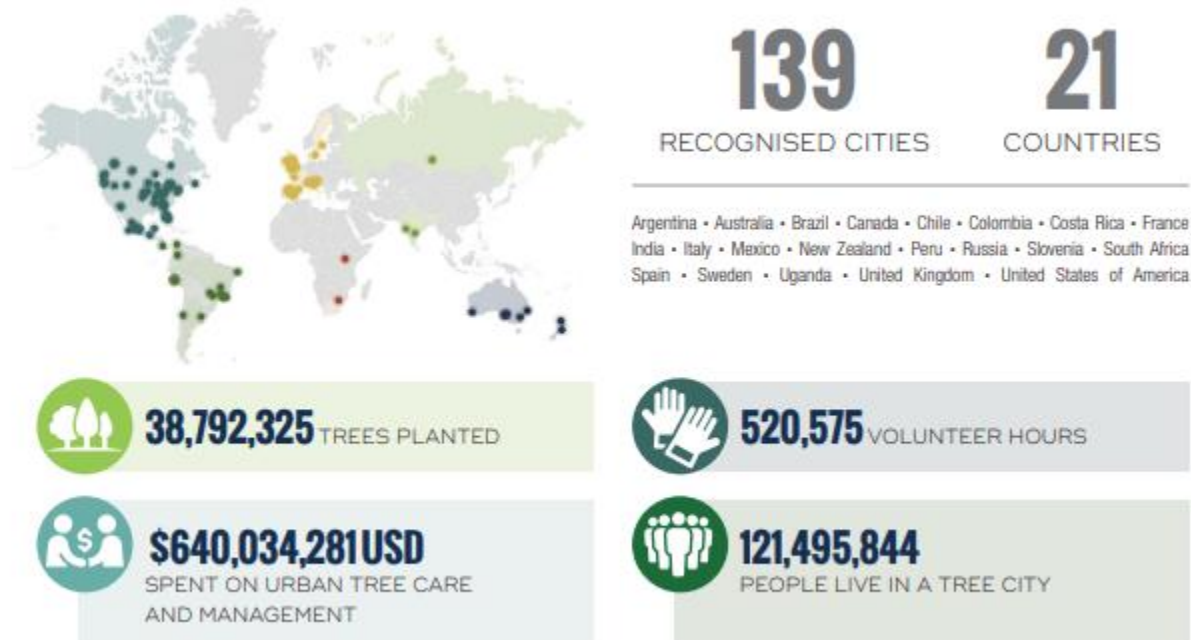 139
RECOGNISED CITIES
21
COUNTRIES
Argentina • Australia • Brazil • Canada • Chile • Colombia • Costa Rica • France
India • Italy • Mexico • New Zealand • Peru • Russia • Slovenia • South Africa
Spain • Sweden • Uganda • United Kingdom • United States of America
38,792,325 TREES PLANTED
520,575 VOLUNTEER HOURS
$
$640,034,281 USD
SPENT ON URBAN TREE CARE
AND MANAGEMENT
121,495,844
PEOPLE LIVE IN A TREE CITY